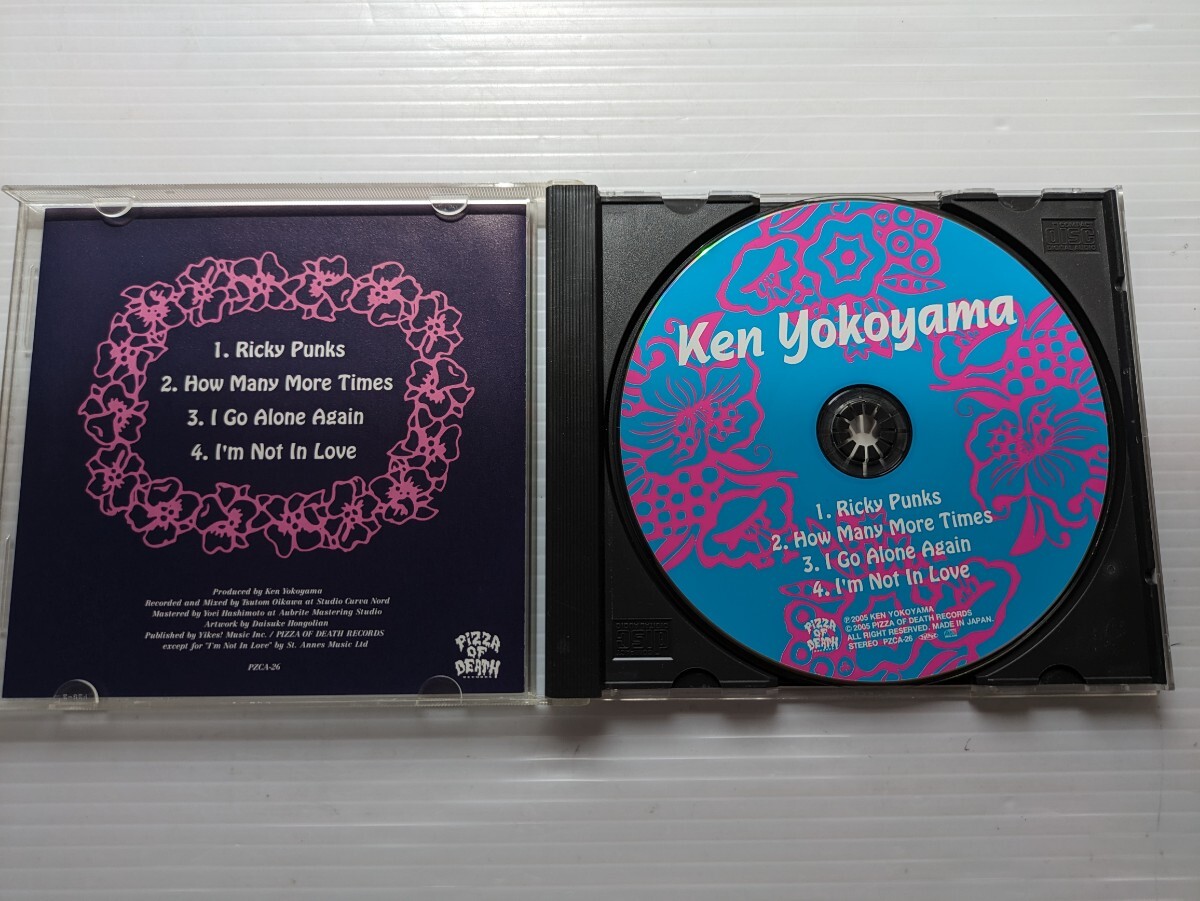 1. Ricky Punks
2. How Many More Times
3. I Go Alone Again
4. I'm Not In Love
Produced by Ken Yokoyama
Recorded and Mixed by Tsutom Oikawa at Studio Curva Nord
Mastered by Yoei Hashimoto at Aubrite Mastering Studio
Artwork by Daisuke Hongolian
Published by Yikes! Music Inc. / PIZZA OF DEATH RECORDS
except for "I'm Not In Love" by St. Annes Music Ltd
PZCA-26
PIZZA
OF
DEATH
RECORDS
Ken Yokoyama
1. Ricky Punks
2. How Many More Times
3. I Go Alone Again
4. I'm Not In Love
PIZZA
OF
DEATH
℗ 2005 KEN YOKOYAMA
© 2005 PIZZA OF DEATH RECORDS
ALL RIGHT RESERVED. MADE IN JAPAN.
STEREO PZCA-26